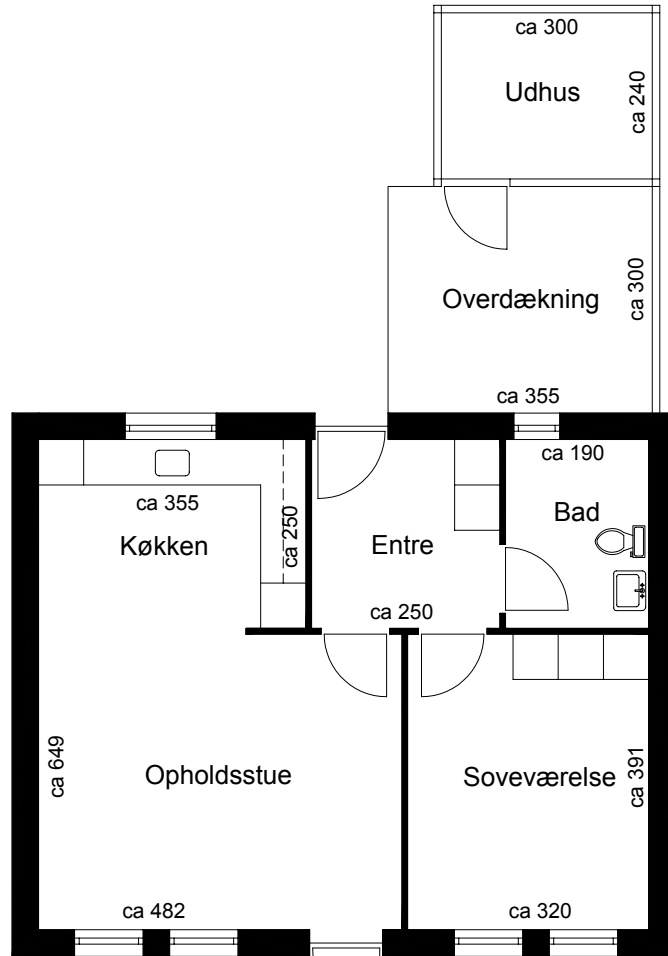 ca 300
Udhus
ca 240
Overdækning
ca 300
ca 355
ca 190
ca 355
ca 250
Bad
Køkken
Entre
ca 250
ca 649
Opholdsstue
Soveværelse
ca 391
ca 482
ca 320